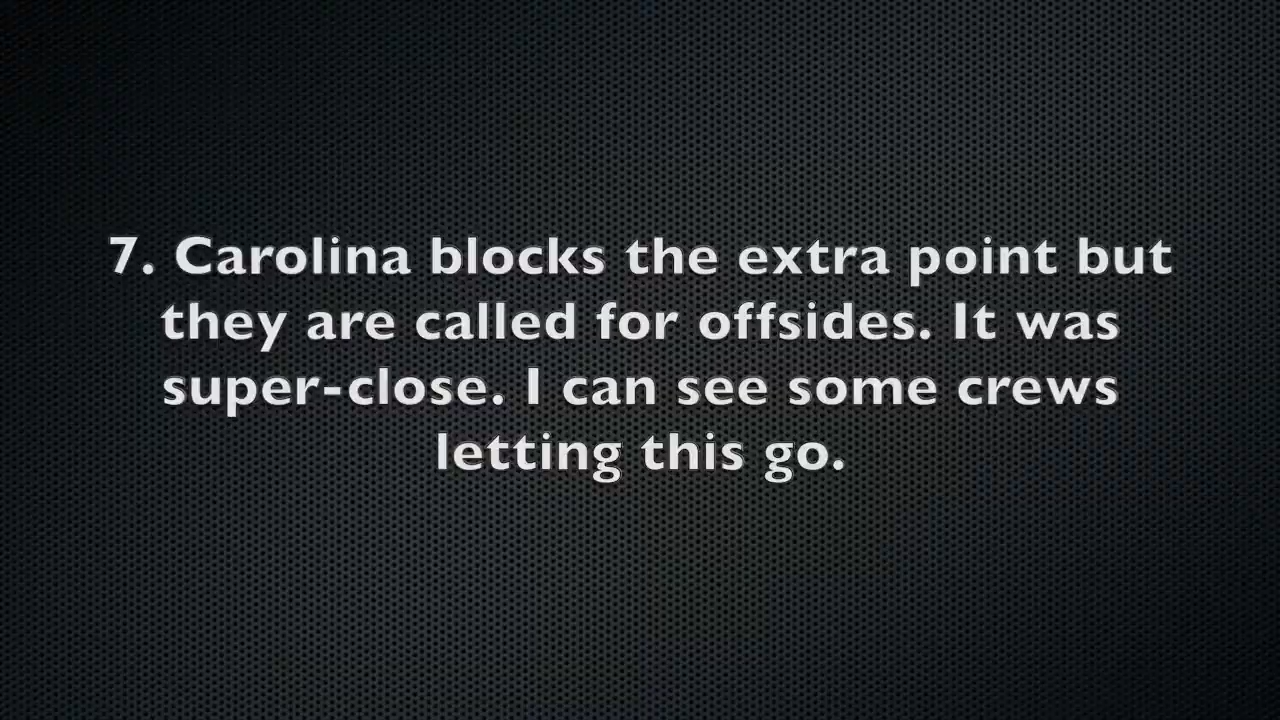 7. Carolina blocks the extra point but
they are called for offsides. It was
super-close. I can see some crews
letting this go.